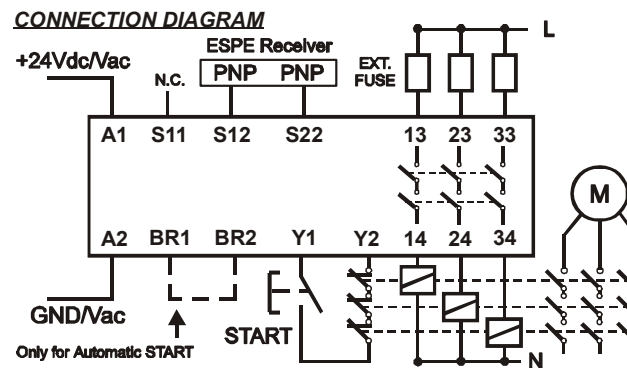 CONNECTION DIAGRAM
+24Vdc/Vac
ESPE Receiver
L
N.C.
PNP PNP
EXT.
FUSE
A1 S11 S12 S22 13 23 33
M
A2 BR1 BR2 Y1 Y2 14 24 34
GND/Vac
START
Only for Automatic START
N